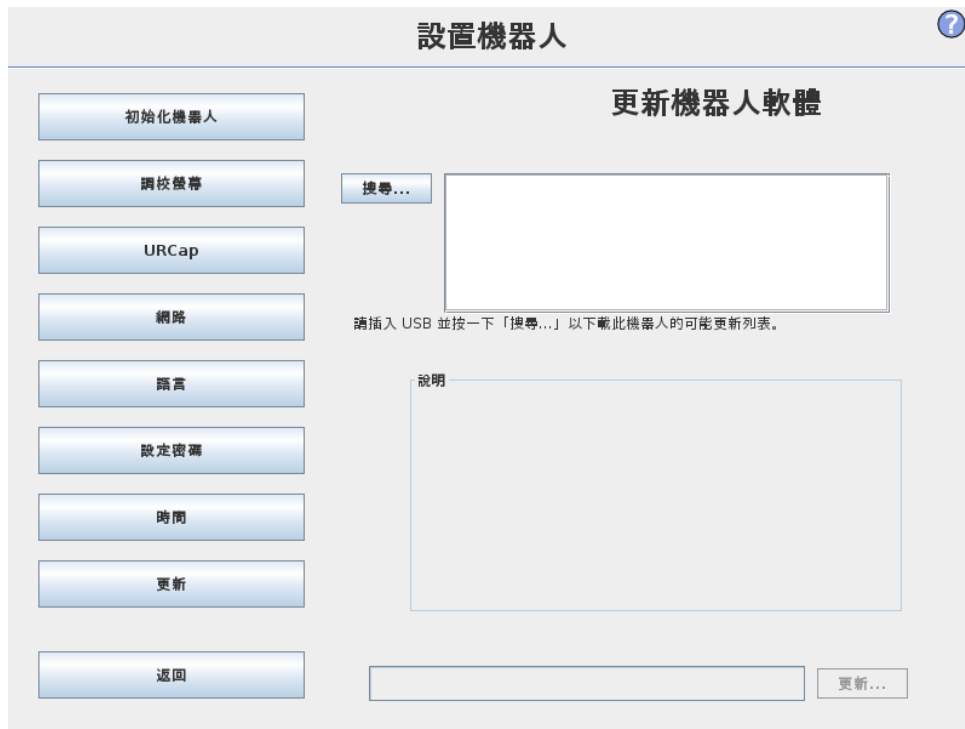 設置機器人
?
初始化機器人
調校螢幕
URCap
網路
語言
設定密碼
時間
更新
返回
更新機器人軟體
搜尋...
請插入 USB 並按一下「搜尋...」以下載此機器人的可能更新列表。
說明
更新...